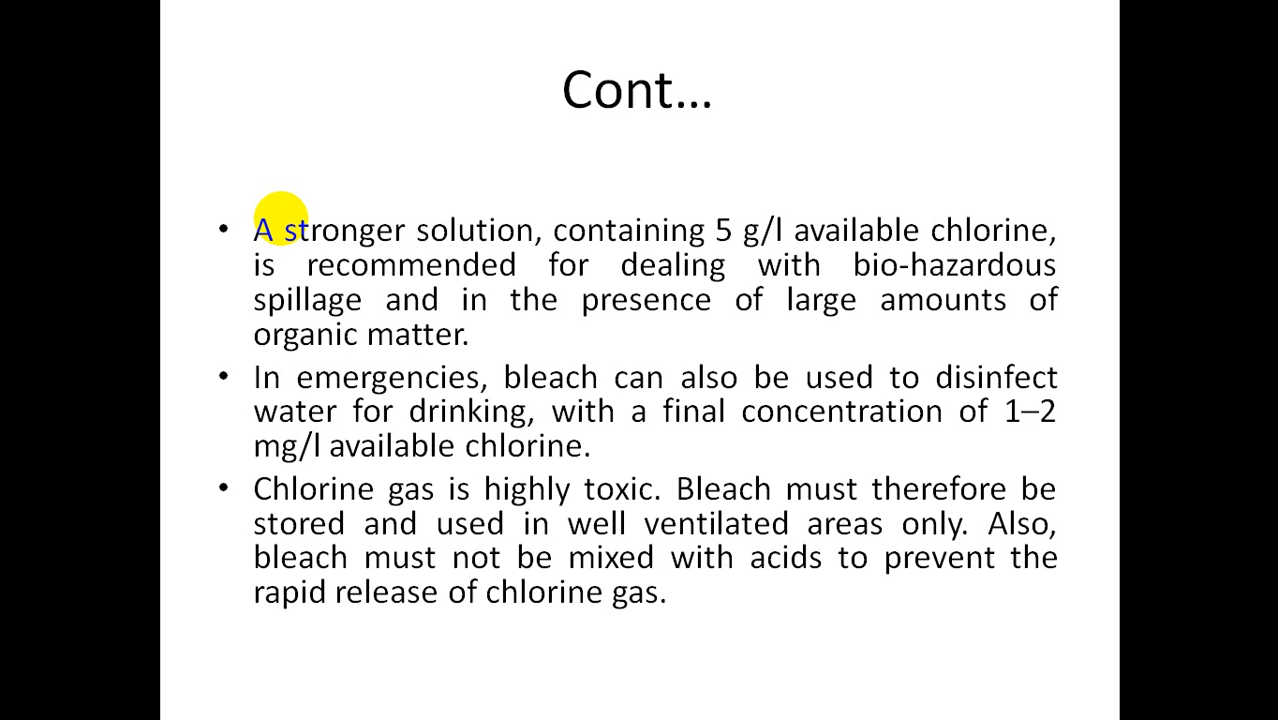 Cont…
• A stronger solution, containing 5 g/l available chlorine,
is recommended for dealing with bio-hazardous
spillage and in the presence of large amounts of
organic matter.
• In emergencies, bleach can also be used to disinfect
water for drinking, with a final concentration of 1–2
mg/l available chlorine.
• Chlorine gas is highly toxic. Bleach must therefore be
stored and used in well ventilated areas only. Also,
bleach must not be mixed with acids to prevent the
rapid release of chlorine gas.